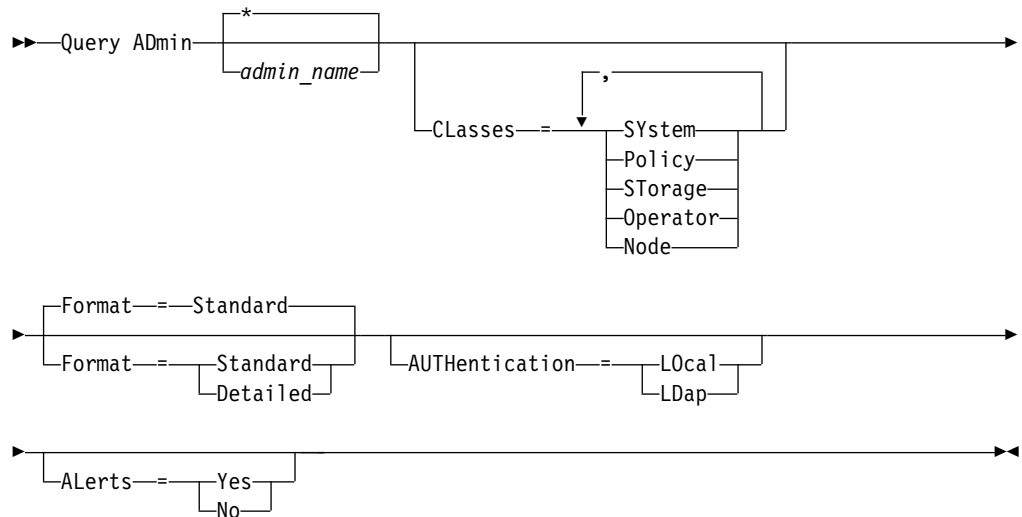 *
Query ADmin
admin_name
,
CLasses = SYstem
Policy
STorage
Operator
Node
Format = Standard
Format = Standard
Detailed
AUTHentication = LOcal
LDap
ALerts = Yes
No